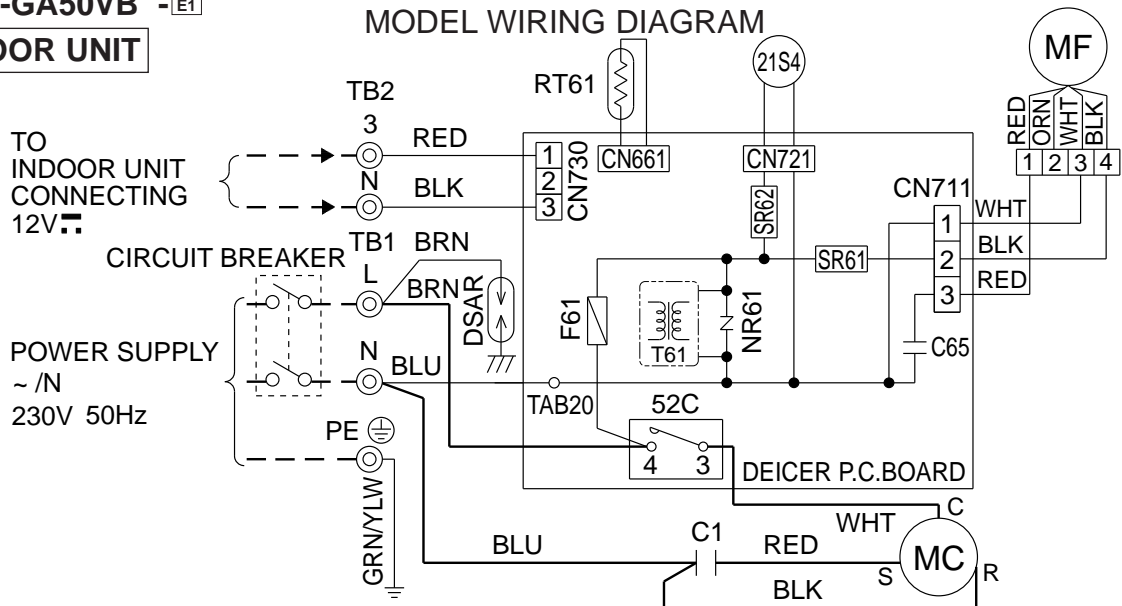 -GA50VB -E1
OOR UNIT
MODEL WIRING DIAGRAM
MF
21S4
RT61
TB2
3
RED
TO
INDOOR UNIT
CONNECTING
12V
N
BLK
1
2
3
CN730
CN661
CN721
SR62
CN711
1
2
3
RED
ORN
WHT
BLK
1 2 3 4
WHT
BLK
RED
CIRCUIT BREAKER
TB1
BRN
L
BRN
DSAR
F61
T61
NR61
SR61
C65
POWER SUPPLY
~ /N
230V 50Hz
N
BLU
TAB20
52C
4 3
DEICER P.C.BOARD
PE
GRN/YLW
BLU
C1
RED
WHT
BLK
C
MC
S
R